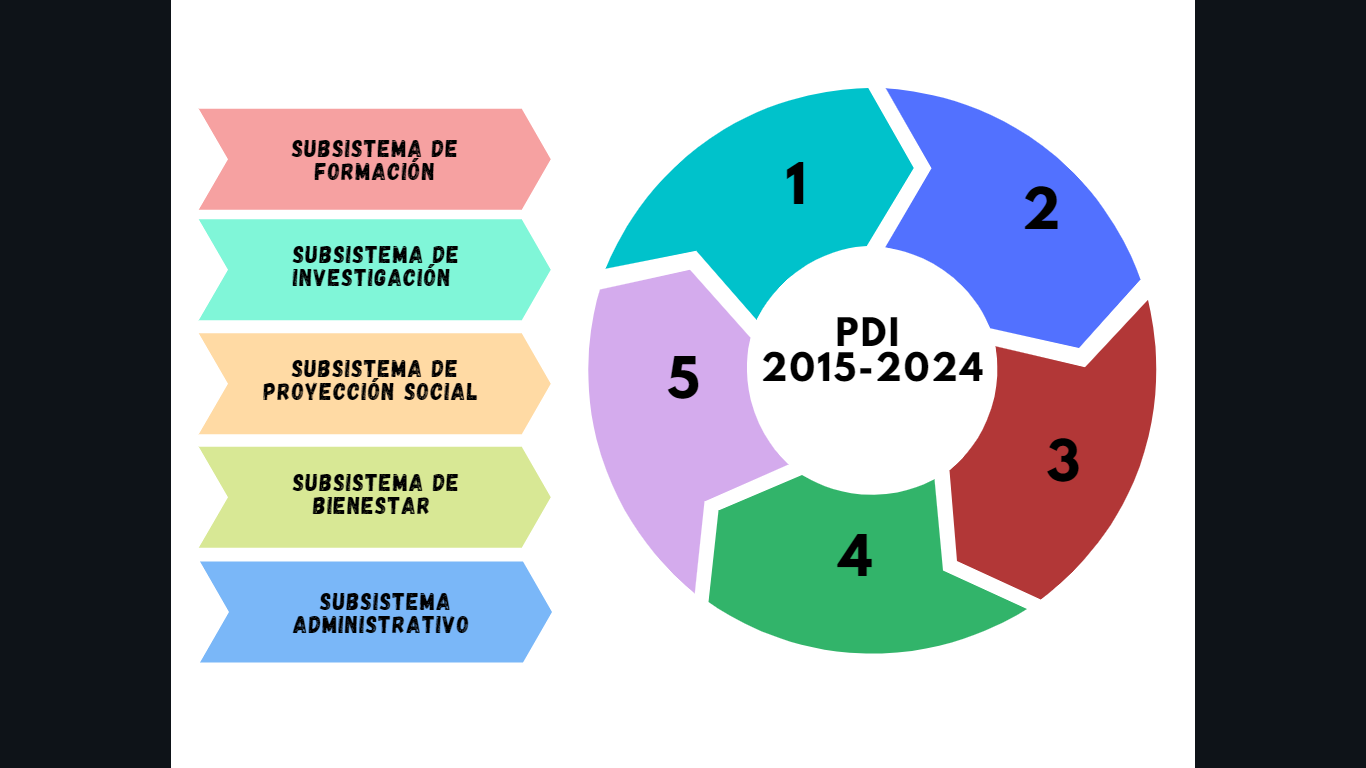 SUBSISTEMA DE
FORMACIÓN
SUBSISTEMA DE
INVESTIGACIÓN
SUBSISTEMA DE
PROYECCIÓN SOCIAL
SUBSISTEMA DE
BIENESTAR
SUBSISTEMA
ADMINISTRATIVO
1
2
3
4
5
PDI
2015-2024